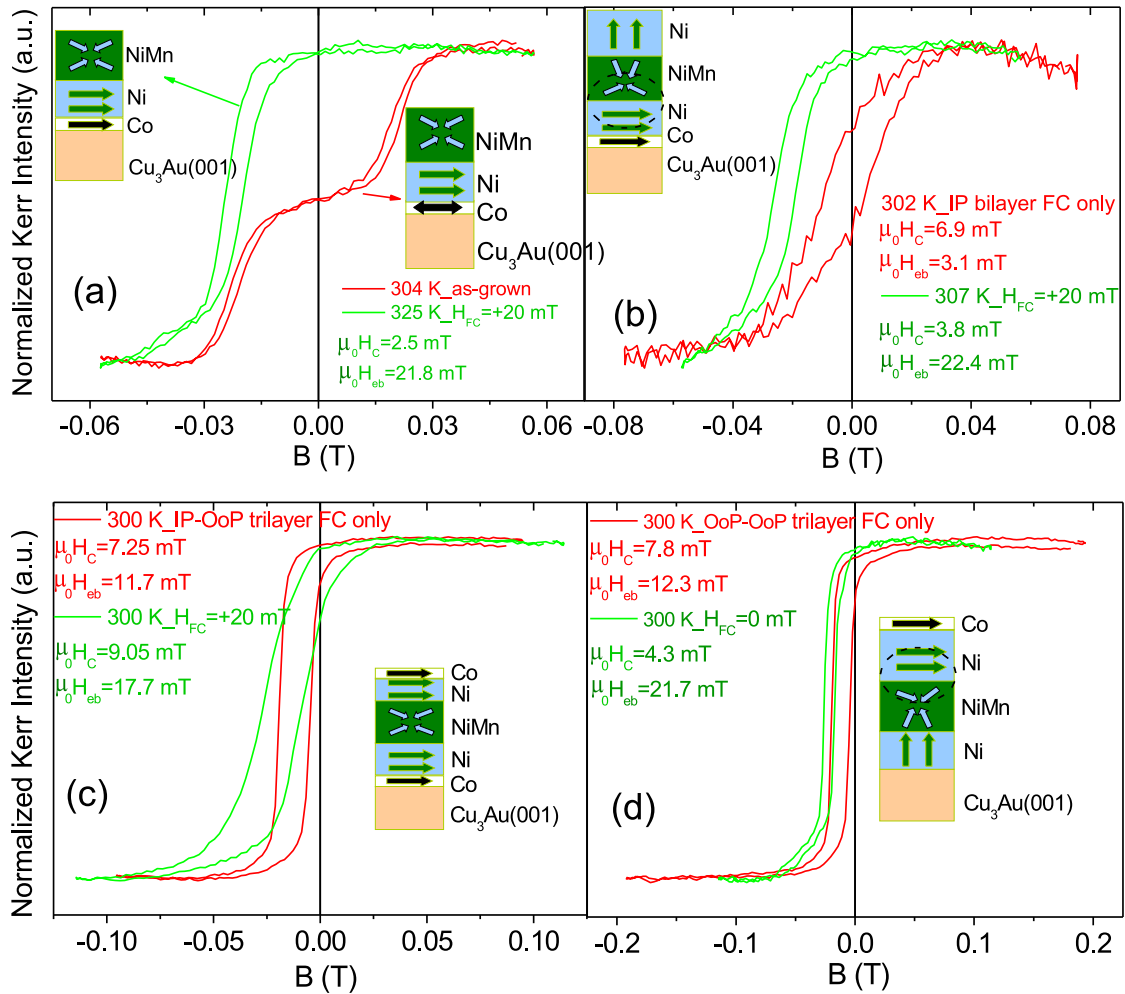 Normalized Kerr Intensity (a.u.)
(a)
NiMn
Ni
Co
Cu3Au(001)
NiMn
Ni
Co
Cu3Au(001)
304 K_as-grown
325 K_HFC=+20 mT
μ0HC=2.5 mT
μ0Heb=21.8 mT
-0.06 -0.03 0.00 0.03 0.06
B (T)
(b)
Ni
NiMn
Ni
Co
Cu3Au(001)
302 K_IP bilayer FC only
μ0HC=6.9 mT
μ0Heb=3.1 mT
307 K_HFC=+20 mT
μ0HC=3.8 mT
μ0Heb=22.4 mT
-0.08 -0.04 0.00 0.04 0.08
B (T)
Normalized Kerr Intensity (a.u.)
300 K_IP-OoP trilayer FC only
μ0HC=7.25 mT
μ0Heb=11.7 mT
300 K_HFC=+20 mT
μ0HC=9.05 mT
μ0Heb=17.7 mT
(c)
Co
Ni
NiMn
Ni
Co
Cu3Au(001)
-0.10 -0.05 0.00 0.05 0.10
B (T)
300 K_OoP-OoP trilayer FC only
μ0HC=7.8 mT
μ0Heb=12.3 mT
300 K_HFC=0 mT
μ0HC=4.3 mT
μ0Heb=21.7 mT
(d)
Co
Ni
NiMn
Ni
Cu3Au(001)
-0.2 -0.1 0.0 0.1 0.2
B (T)